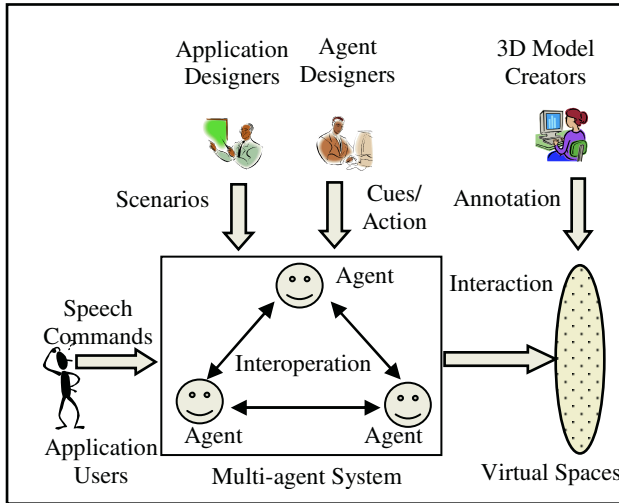 Application
Designers
Agent
Designers
3D Model
Creators
Scenarios
Cues/
Action
Annotation
Speech
Commands
Agent
Interaction
Interoperation
Agent
Agent
Application
Users
Multi-agent System
Virtual Spaces